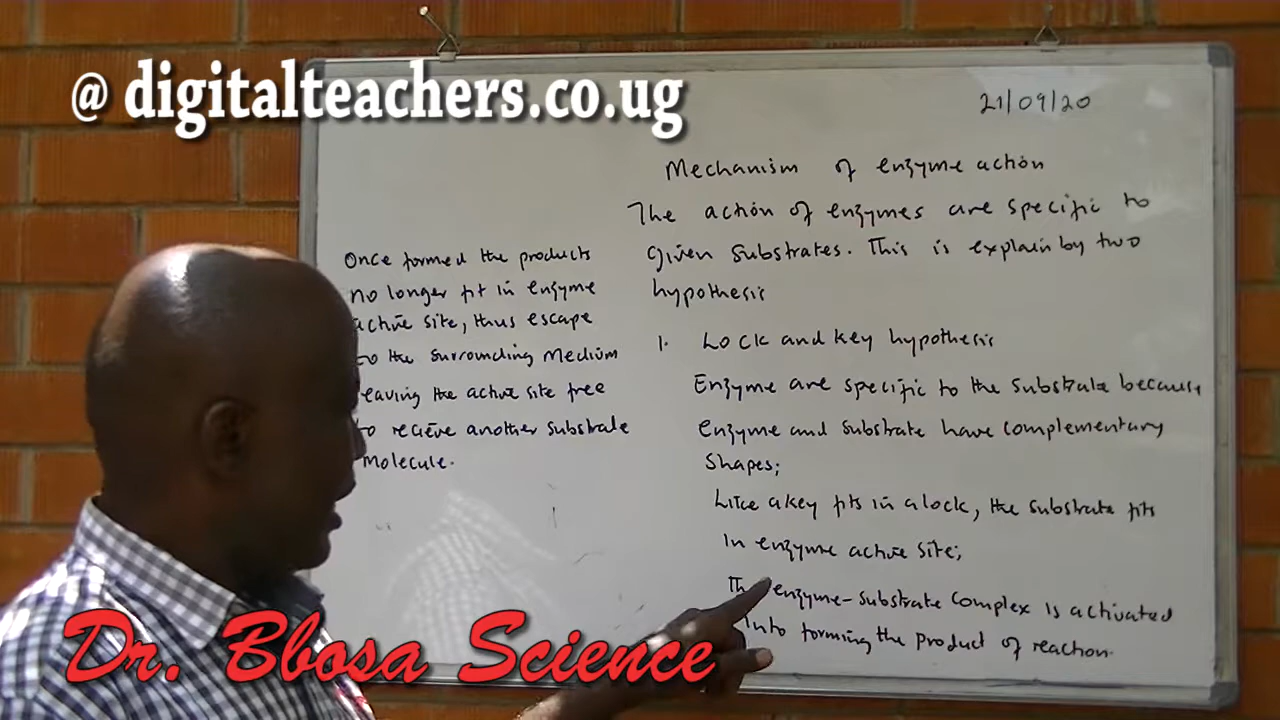 @ digitalteachers.co.ug
21/09/20
Mechanism of enzyme action
The action of enzymes are specific to
given substrates. This is explain by two
hypothesis
1. Lock and key hypothesis
Enzyme are specific to the substrate because
enzyme and substrate have complementary
shapes;
Like a key fits in a lock, the substrate fits
in enzyme active site;
The enzyme-substrate complex is activated
into forming the product of reaction.
Once formed the products
no longer fit in enzyme
active site, thus escape
to the surrounding medium
leaving the active site free
to recieve another substrate
molecule.
Dr. Bbosa Science